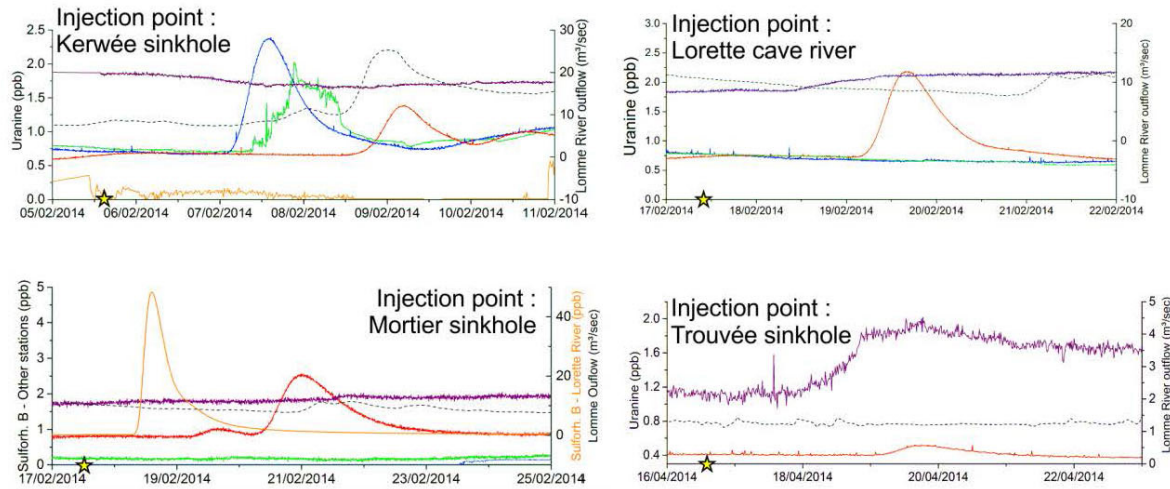 Injection point :
Kerwée sinkhole
Uranine (ppb)
2.5
2.0
1.5
1.0
0.5
0.0
30
20
10
0
-10
Lomme River outflow (m³/sec)
05/02/2014 06/02/2014 07/02/2014 08/02/2014 09/02/2014 10/02/2014 11/02/2014
Injection point :
Lorette cave river
Uranine (ppb)
3.0
2.5
2.0
1.5
1.0
0.5
0.0
20
10
0
-10
Lomme River outflow (m³/sec)
17/02/2014 18/02/2014 19/02/2014 20/02/2014 21/02/2014 22/02/2014
Injection point :
Mortier sinkhole
Sulforh. B - Other stations (ppb)
5
4
3
2
1
0
40
20
0
Sulforh. B - Lorette River (ppb)
Lomme Ouflow (m³/sec)
17/02/2014 19/02/2014 21/02/2014 23/02/2014 25/02/2014
Injection point :
Trouvée sinkhole
Uranine (ppb)
2.0
1.6
1.2
0.8
0.4
5
4
3
2
1
0
Lomme River outflow (m³/sec)
16/04/2014 18/04/2014 20/04/2014 22/04/2014